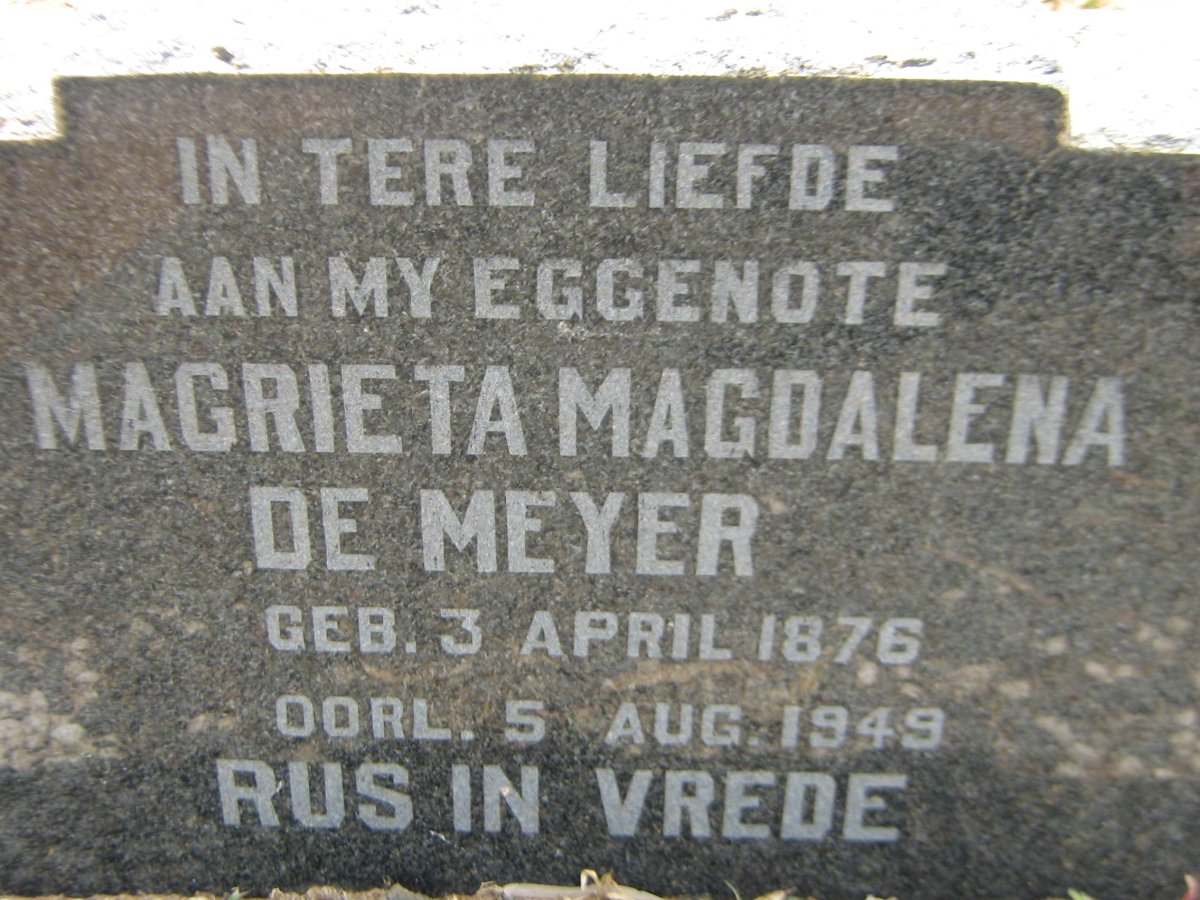 IN TERE LIEFDE
AAN MY EGGENOTE
MAGRIETA MAGDALENA
DE MEYER
GEB. 3 APRIL 1876
OORL. 5 AUG. 1949
RUS IN VREDE